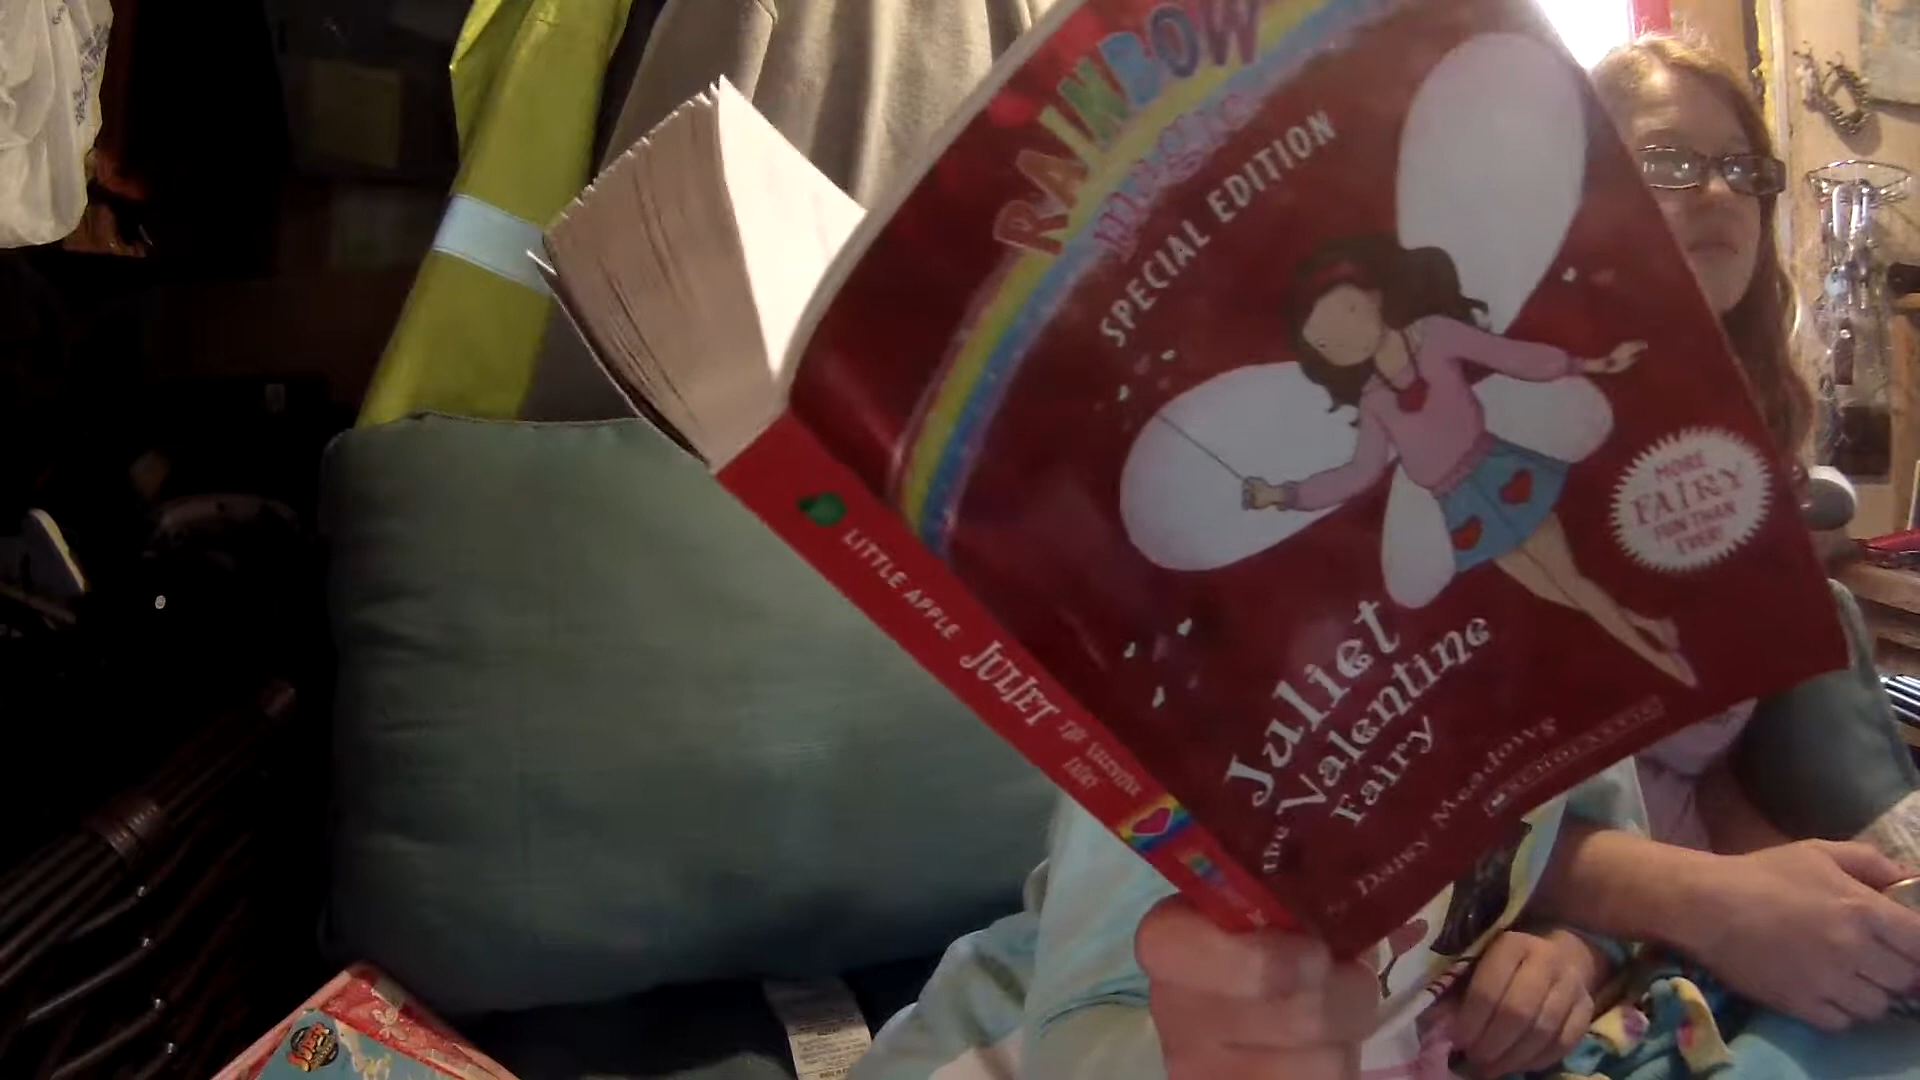 RAINBOW
magic
SPECIAL EDITION
MORE
FAIRY
FUN THAN
EVER!
Juliet
the Valentine
Fairy
by Daisy Meadows
SCHOLASTIC
LITTLE APPLE
JULIET
THE VALENTINE
FAIRY